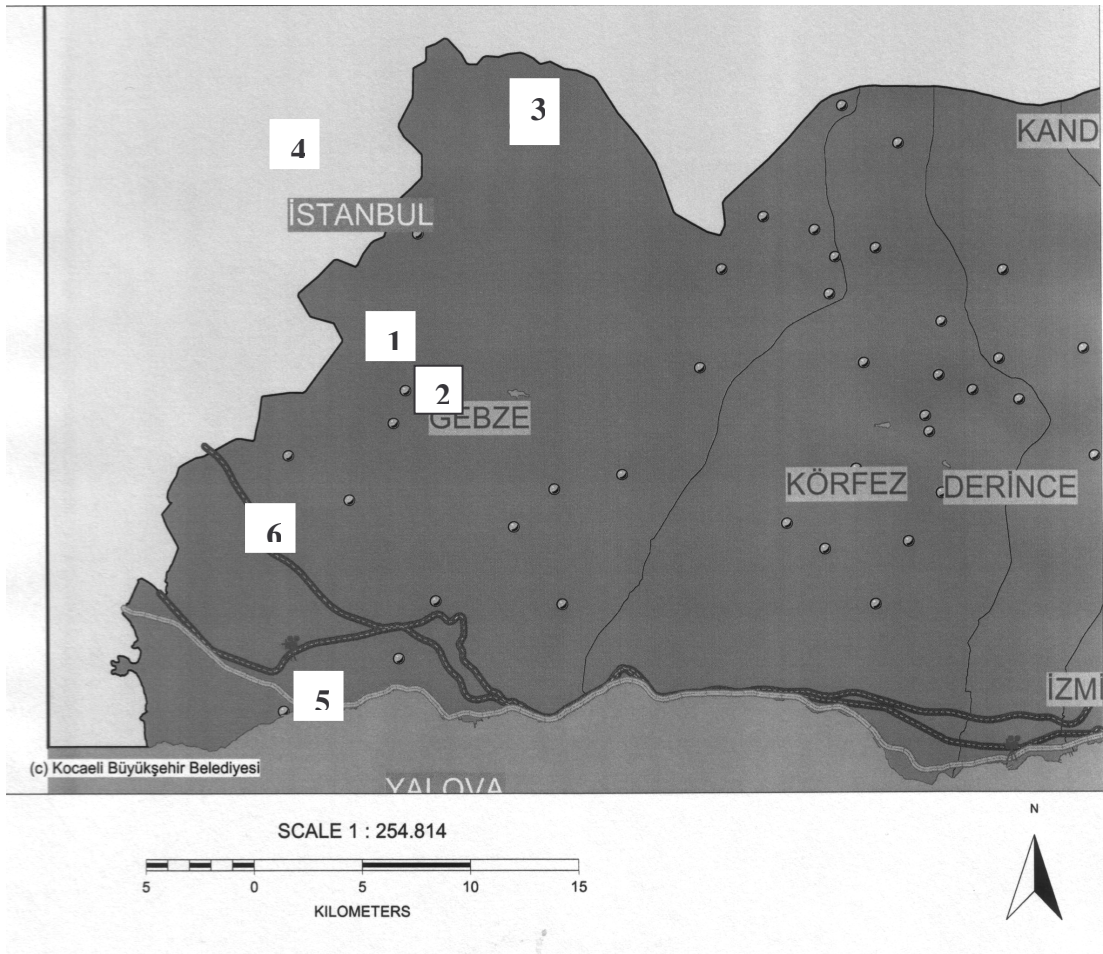 3
KAND
4
İSTANBUL
1
2
GEBZE
KÖRFEZ
DERİNCE
6
5
İZMİ
(c) Kocaeli Büyükşehir Belediyesi
YALOVA
SCALE 1 : 254.814
5 0 5 10 15
KILOMETERS
N